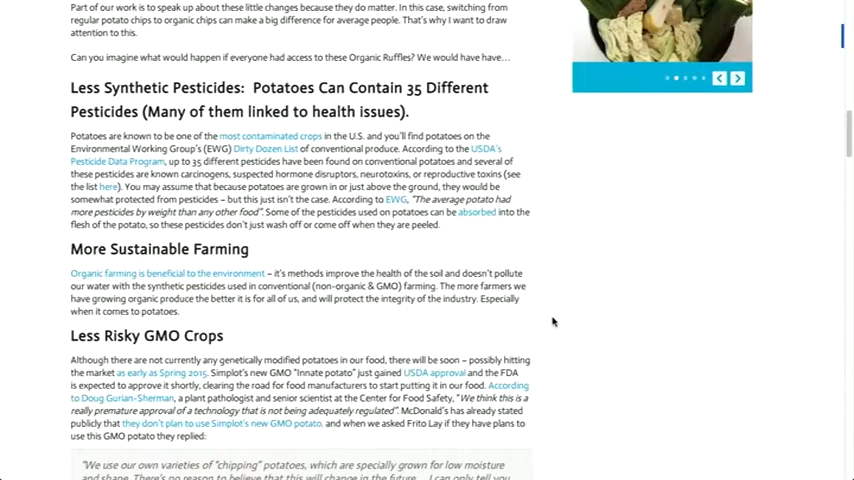 Part of our work is to speak up about these little changes because they do matter. In this case, switching from
regular potato chips to organic chips can make a big difference for average people. That's why I want to draw
attention to this.
Can you imagine what would happen if everyone had access to these Organic Ruffles? We would have have…
Less Synthetic Pesticides:  Potatoes Can Contain 35 Different
Pesticides (Many of them linked to health issues).
Potatoes are known to be one of the most contaminated crops in the U.S. and you'll find potatoes on the
Environmental Working Group's (EWG) Dirty Dozen List of conventional produce. According to the USDA's
Pesticide Data Program, up to 35 different pesticides have been found on conventional potatoes and several of
these pesticides are known carcinogens, suspected hormone disruptors, neurotoxins, or reproductive toxins (see
the list here). You may assume that because potatoes are grown in or just above the ground, they would be
somewhat protected from pesticides – but this just isn't the case. According to EWG, "The average potato had
more pesticides by weight than any other food". Some of the pesticides used on potatoes can be absorbed into the
flesh of the potato, so these pesticides don't just wash off or come off when they are peeled.
More Sustainable Farming
Organic farming is beneficial to the environment – it's methods improve the health of the soil and doesn't pollute
our water with the synthetic pesticides used in conventional (non-organic & GMO) farming. The more farmers we
have growing organic produce the better it is for all of us, and will protect the integrity of the industry. Especially
when it comes to potatoes.
Less Risky GMO Crops
Although there are not currently any genetically modified potatoes in our food, there will be soon – possibly hitting
the market as early as Spring 2015. Simplot's new GMO "Innate potato" just gained USDA approval and the FDA
is expected to approve it shortly, clearing the road for food manufacturers to start putting it in our food. According
to Doug Gurian-Sherman, a plant pathologist and senior scientist at the Center for Food Safety, "We think this is a
really premature approval of a technology that is not being adequately regulated". McDonald's has already stated
publicly that they don't plan to use Simplot's new GMO potato, and when we asked Frito Lay if they have plans to
use this GMO potato they replied:
"We use our own varieties of "chipping" potatoes, which are specially grown for low moisture
and shape. There's no reason to believe that this will change in the future… I can only tell you